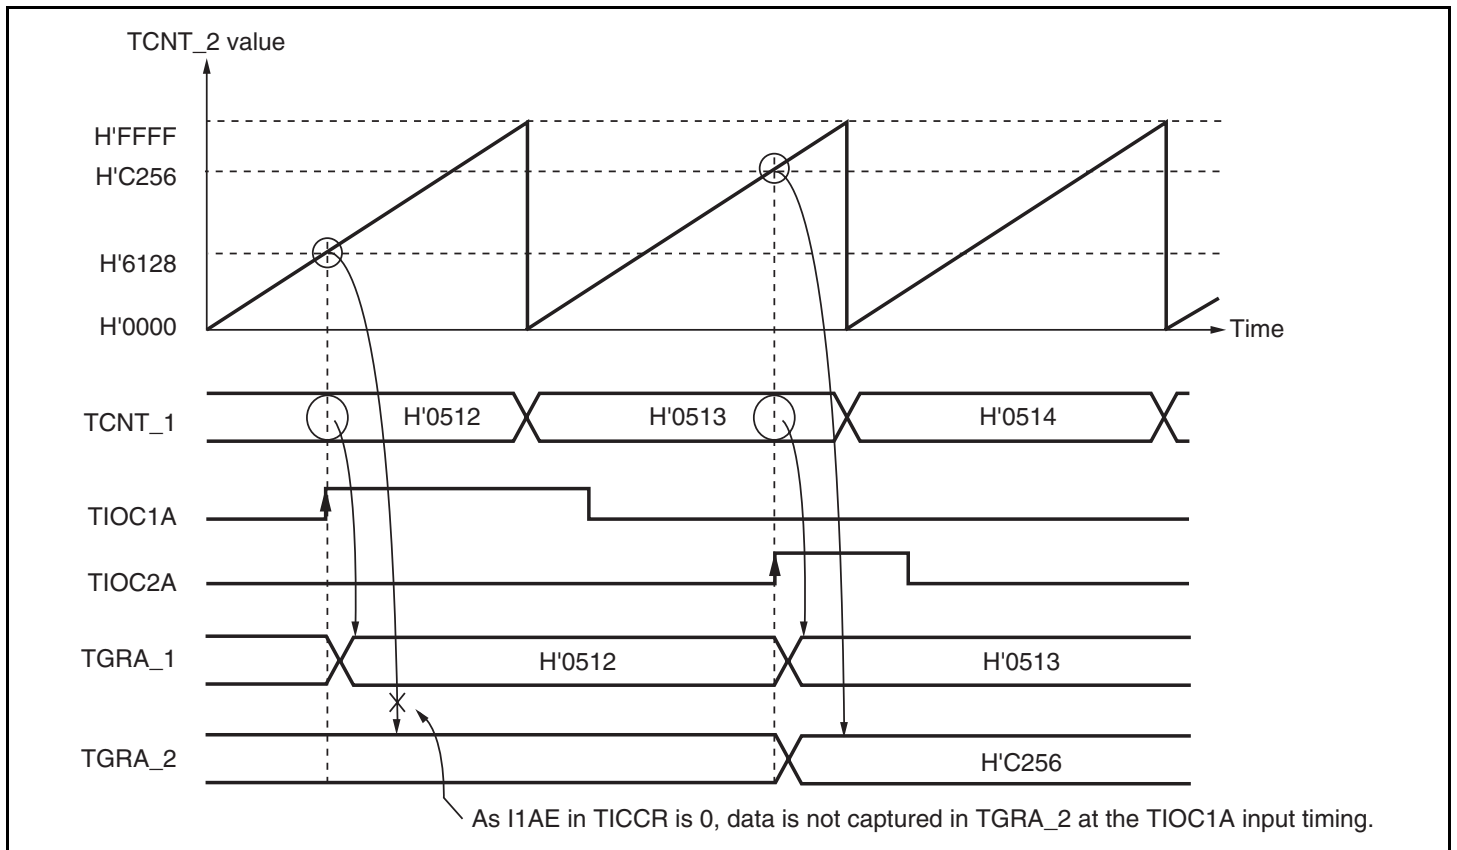 TCNT_2 value
H'FFFF
H'C256
H'6128
H'0000
Time
TCNT_1
H'0512
H'0513
H'0514
TIOC1A
TIOC2A
TGRA_1
H'0512
H'0513
TGRA_2
H'C256
As I1AE in TICCR is 0, data is not captured in TGRA_2 at the TIOC1A input timing.